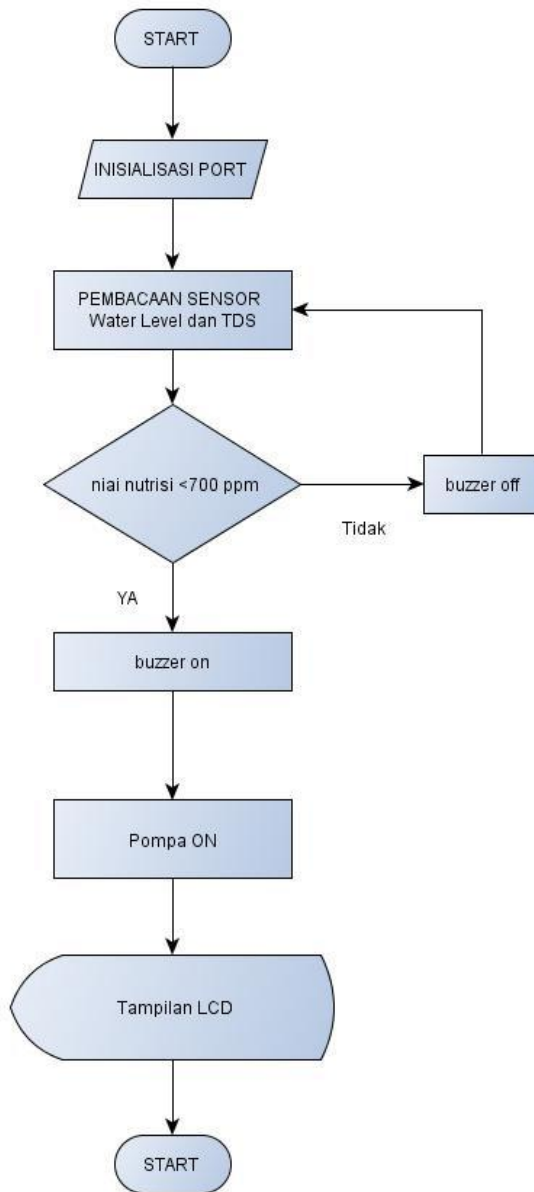 START
INISIALISASI PORT
PEMBACAAN SENSOR
Water Level dan TDS
niai nutrisi <700 ppm
buzzer off
Tidak
YA
buzzer on
Pompa ON
Tampilan LCD
START